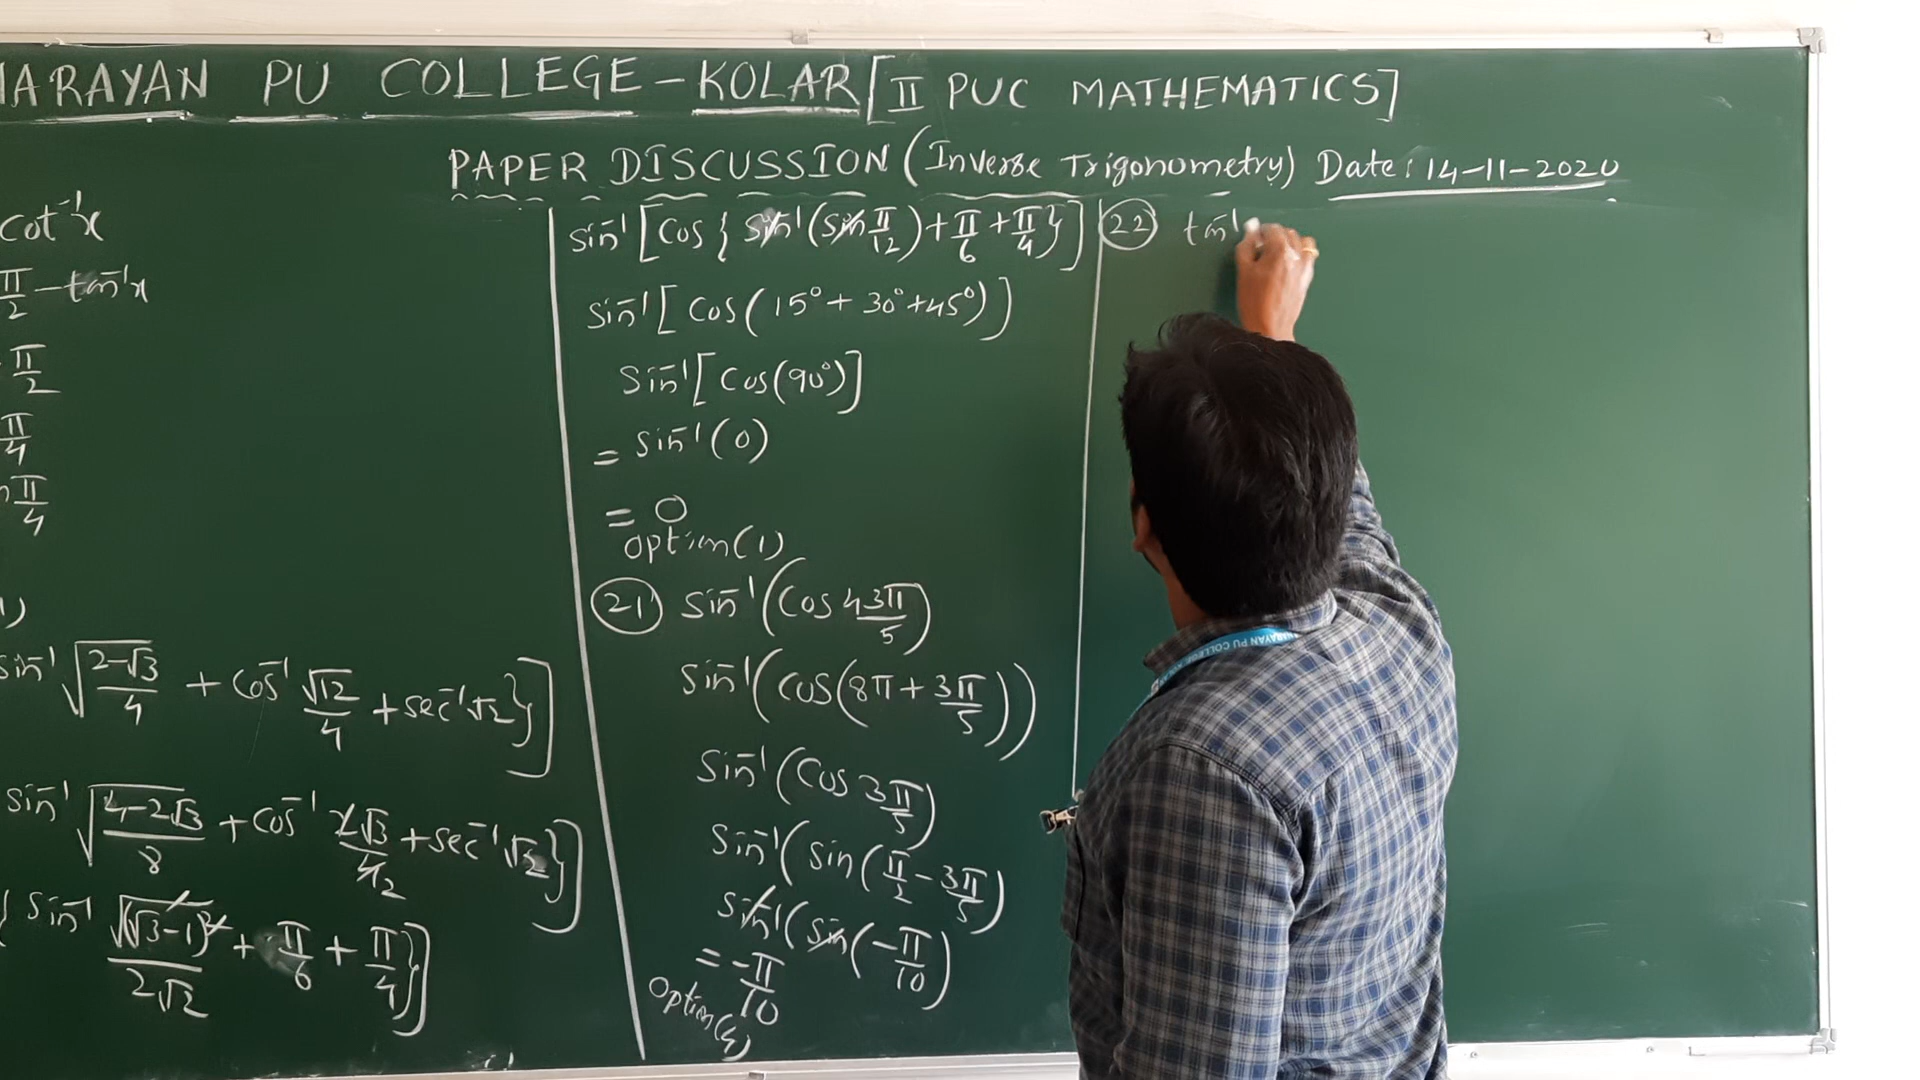 NARAYAN PU COLLEGE - KOLAR [II PUC MATHEMATICS]
PAPER DISCUSSION (Inverse Trigonometry) Date: 14-11-2020
cot⁻¹x
π/2 - tan⁻¹x
π/2
π/4
π/4
1)
sin⁻¹ √((2-√3)/4) + cos⁻¹ √12/4 + sec⁻¹√2}]
sin⁻¹ √((4-2√3)/8) + cos⁻¹ 2√3/4 2 + sec⁻¹√2}]
{ sin⁻¹ √(√3-1)²/2√2 + π/6 + π/4}]
sin⁻¹[cos{sin⁻¹(sin π/12) + π/6 + π/4}]
sin⁻¹[cos(15° + 30° + 45°)]
sin⁻¹[cos(90°)]
= sin⁻¹(0)
= 0
option(1)
(21) sin⁻¹(cos 43π/5)
sin⁻¹(cos(8π + 3π/5))
sin⁻¹(cos 3π/5)
sin⁻¹(sin(π/2 - 3π/5)
sin⁻¹(sin(-π/10)
= -π/10
option(4)
(22) tan⁻¹
NARAYAN PU COLLEGE